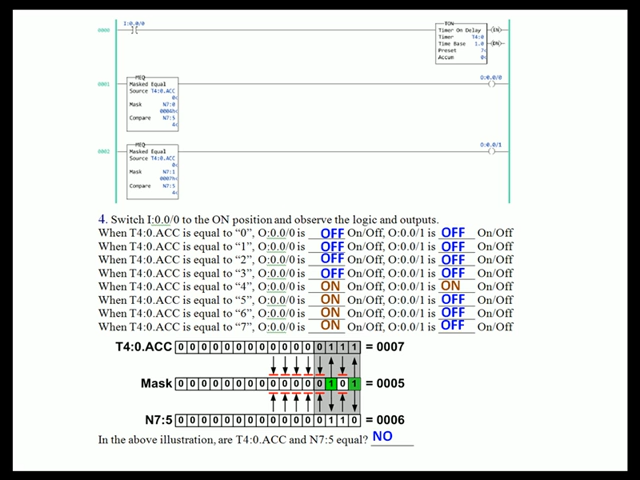 I:0.0/0
0000
TON
Timer On Delay
Timer T4:0
Time Base 1.0
Preset 7<
Accum 0<
(EN)
(DN)
0001
MEQ
Masked Equal
Source T4:0.ACC
0<
Mask N7:0
0004h<
Compare N7:5
4<
O:0.0/0
0002
MEQ
Masked Equal
Source T4:0.ACC
0<
Mask N7:1
0007h<
Compare N7:5
4<
O:0.0/1
4. Switch I:0.0/0 to the ON position and observe the logic and outputs.
When T4:0.ACC is equal to “0”, O:0.0/0 is OFF On/Off, O:0.0/1 is OFF On/Off
When T4:0.ACC is equal to “1”, O:0.0/0 is OFF On/Off, O:0.0/1 is OFF On/Off
When T4:0.ACC is equal to “2”, O:0.0/0 is OFF On/Off, O:0.0/1 is OFF On/Off
When T4:0.ACC is equal to “3”, O:0.0/0 is OFF On/Off, O:0.0/1 is OFF On/Off
When T4:0.ACC is equal to “4”, O:0.0/0 is ON On/Off, O:0.0/1 is ON On/Off
When T4:0.ACC is equal to “5”, O:0.0/0 is ON On/Off, O:0.0/1 is OFF On/Off
When T4:0.ACC is equal to “6”, O:0.0/0 is ON On/Off, O:0.0/1 is OFF On/Off
When T4:0.ACC is equal to “7”, O:0.0/0 is ON On/Off, O:0.0/1 is OFF On/Off
T4:0.ACC 0 0 0 0 0 0 0 0 0 0 0 0 0 1 1 1 = 0007
Mask 0 0 0 0 0 0 0 0 0 0 0 0 0 1 0 1 = 0005
N7:5 0 0 0 0 0 0 0 0 0 0 0 0 0 1 1 0 = 0006
In the above illustration, are T4:0.ACC and N7:5 equal? NO